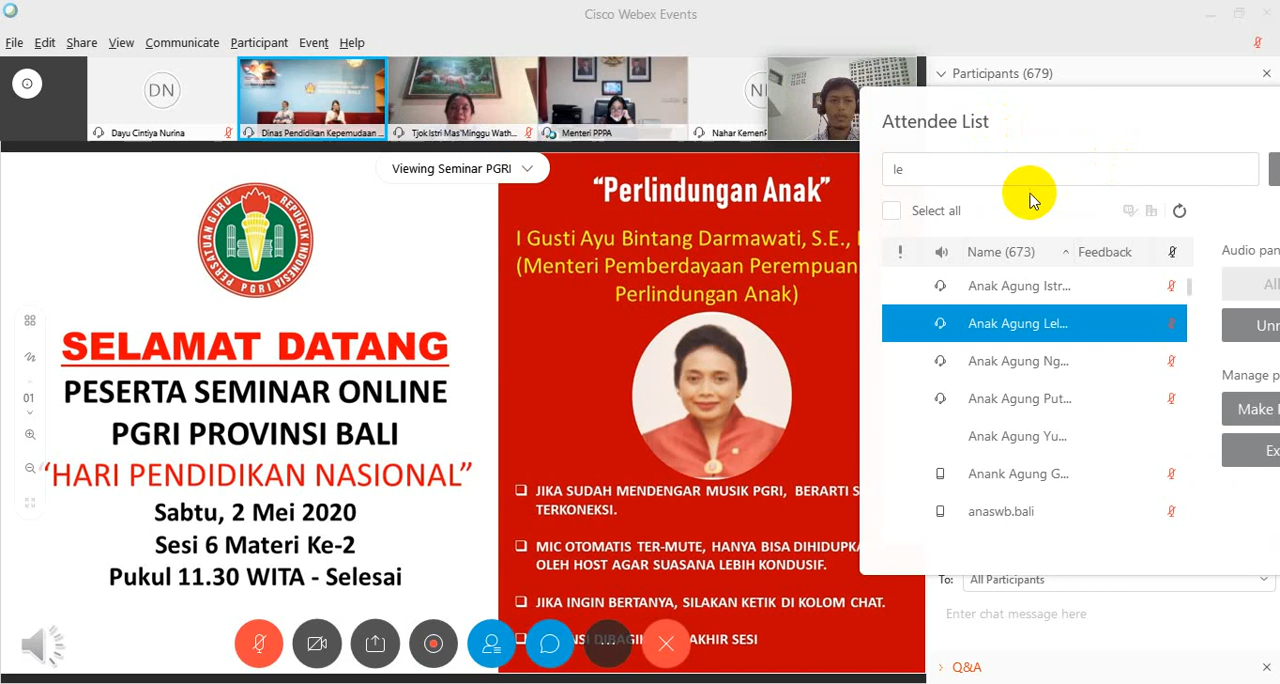 Cisco Webex Events
File Edit Share View Communicate Participant Event Help
DN
Dayu Cintiya Nurina
Dinas Pendidikan Kepemudaan ...
Tjok Istri Mas'Minggu Wath...
Menteri PPPA
Nahar
Participants (679)
Viewing Seminar PGRI
PERSATUAN GURU REPUBLIK INDONESIA
PGRI
SELAMAT DATANG
PESERTA SEMINAR ONLINE
PGRI PROVINSI BALI
“HARI PENDIDIKAN NASIONAL”
Sabtu, 2 Mei 2020
Sesi 6 Materi Ke-2
Pukul 11.30 WITA - Selesai
01
“Perlindungan Anak”
I Gusti Ayu Bintang Darmawati, S.E.,
(Menteri Pemberdayaan Perempuan
Perlindungan Anak)
JIKA SUDAH MENDENGAR MUSIK PGRI, BERARTI
TERKONEKSI.
MIC OTOMATIS TER-MUTE, HANYA BISA
OLEH HOST AGAR SUASANA LEBIH KONDUSIF.
JIKA INGIN BERTANYA, SILAKAN KETIK DI KOLOM CHAT.
SESI
Attendee List
le
Select all
Name (673) Feedback
Anak Agung Istr...
Anak Agung Lel...
Anak Agung Ng...
Anak Agung Put...
Anak Agung Yu...
Anank Agung G...
anaswb.bali
Audio pan
Al
Unr
Manage p
Make
Ex
To: All Participants
Enter chat message here
Q&A